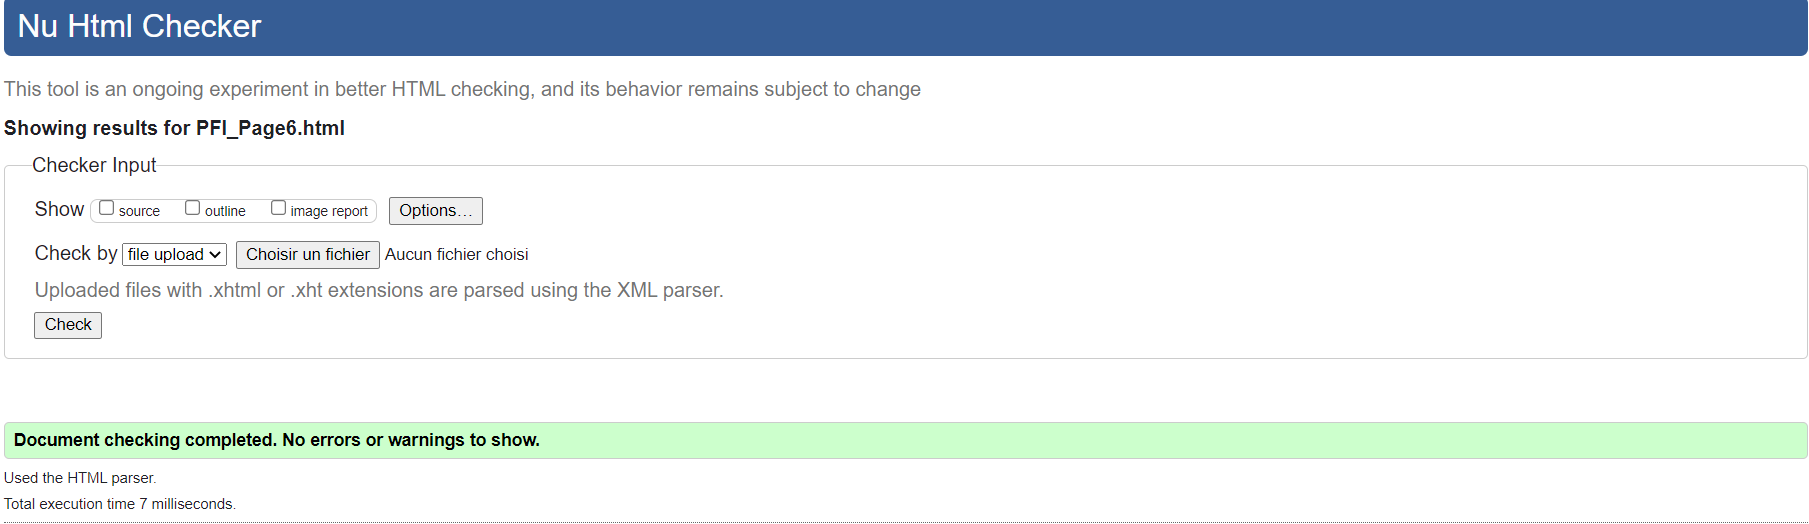 Nu Html Checker
This tool is an ongoing experiment in better HTML checking, and its behavior remains subject to change
Showing results for PFI_Page6.html
Checker Input
Show source outline image report Options…
Check by file upload Choisir un fichier Aucun fichier choisi
Uploaded files with .xhtml or .xht extensions are parsed using the XML parser.
Check
Document checking completed. No errors or warnings to show.
Used the HTML parser.
Total execution time 7 milliseconds.